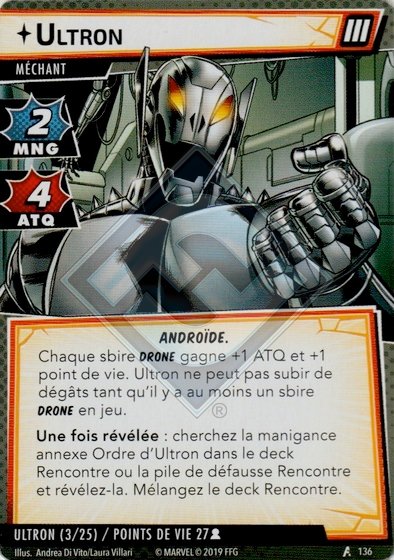 ULTRON
III
MÉCHANT
2
MNG
4
ATQ
ANDROÏDE.
Chaque sbire DRONE gagne +1 ATQ et +1
point de vie. Ultron ne peut pas subir de
dégâts tant qu'il y a au moins un sbire
DRONE en jeu.
®
Une fois révélée : cherchez la manigance
annexe Ordre d'Ultron dans le deck
Rencontre ou la pile de défausse Rencontre
et révélez-la. Mélangez le deck Rencontre.
ULTRON (3/25) / POINTS DE VIE 27
Illus. Andrea Di Vito/Laura Villari © MARVEL © 2019 FFG A 136